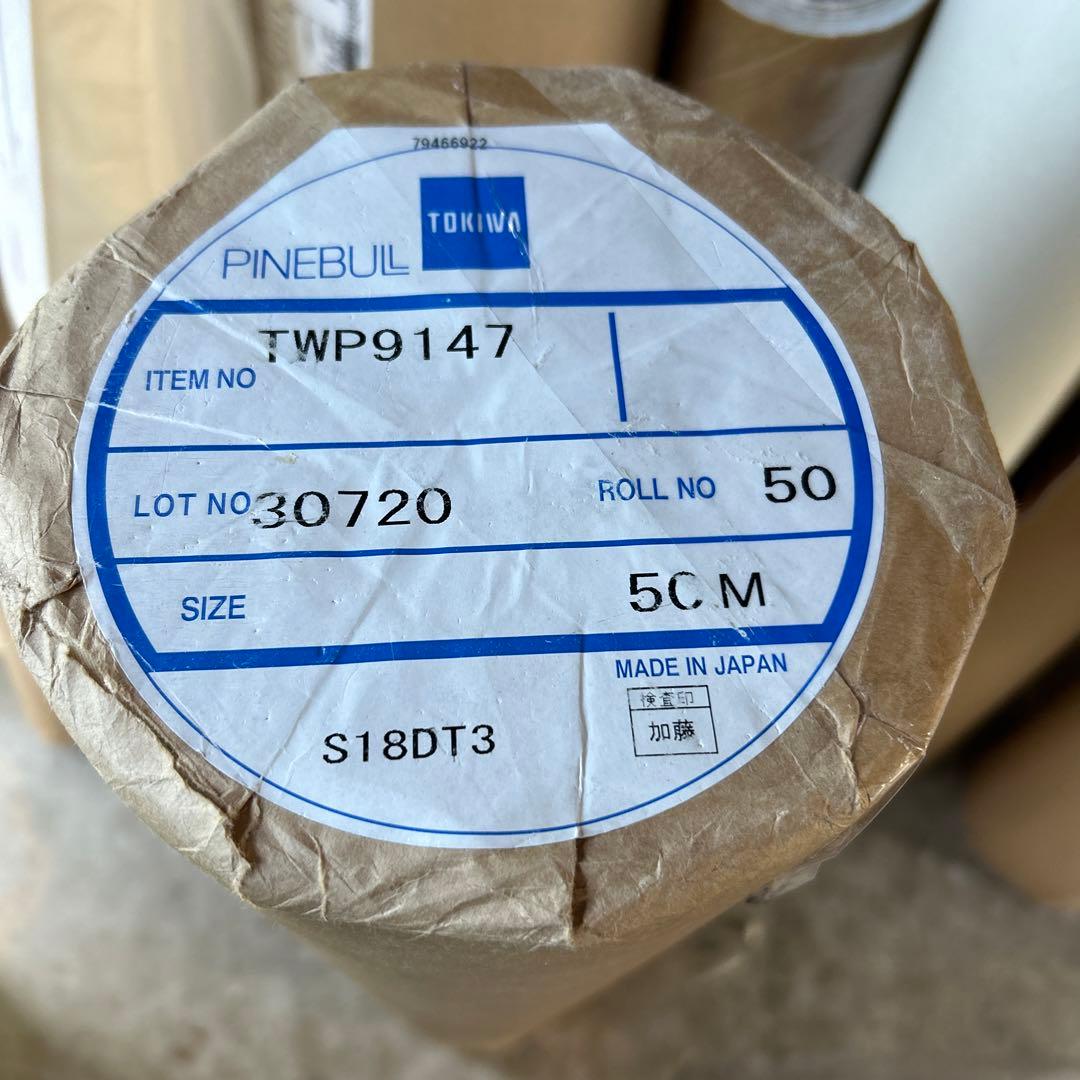 79466922
TOKIWA
PINEBULL
ITEM NO TWP9147
LOT NO 30720 ROLL NO 50
SIZE 50 M
MADE IN JAPAN
検査印
加藤
S18DT3